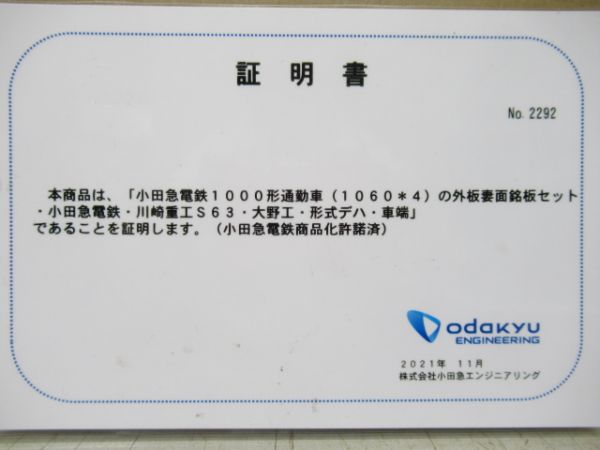 証明書
No. 2292
本商品は、「小田急電鉄１０００形通勤車（１０６０＊４）の外板妻面銘板セット
・小田急電鉄・川崎重工Ｓ６３・大野工・形式デハ・車端」
であることを証明します。（小田急電鉄商品化許諾済）
odakyu
ENGINEERING
２０２１年 １１月
株式会社小田急エンジニアリング